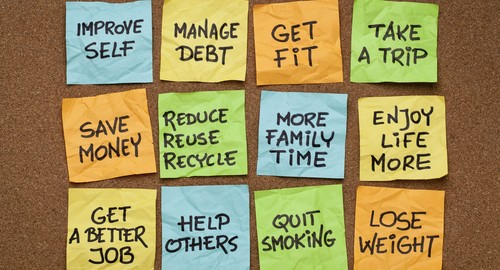 IMPROVE
SELF
MANAGE
DEBT
GET
FIT
TAKE
A TRIP
SAVE
MONEY
REDUCE
REUSE
RECYCLE
MORE
FAMILY
TIME
ENJOY
LIFE
MORE
GET
A BETTER
JOB
HELP
OTHERS
QUIT
SMOKING
LOSE
WEIGHT